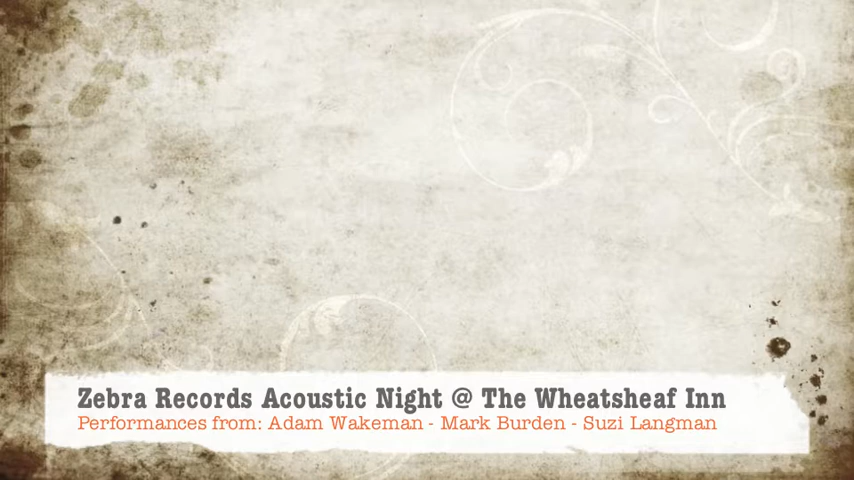 Zebra Records Acoustic Night @ The Wheatsheaf Inn
Performances from: Adam Wakeman - Mark Burden - Suzi Langman